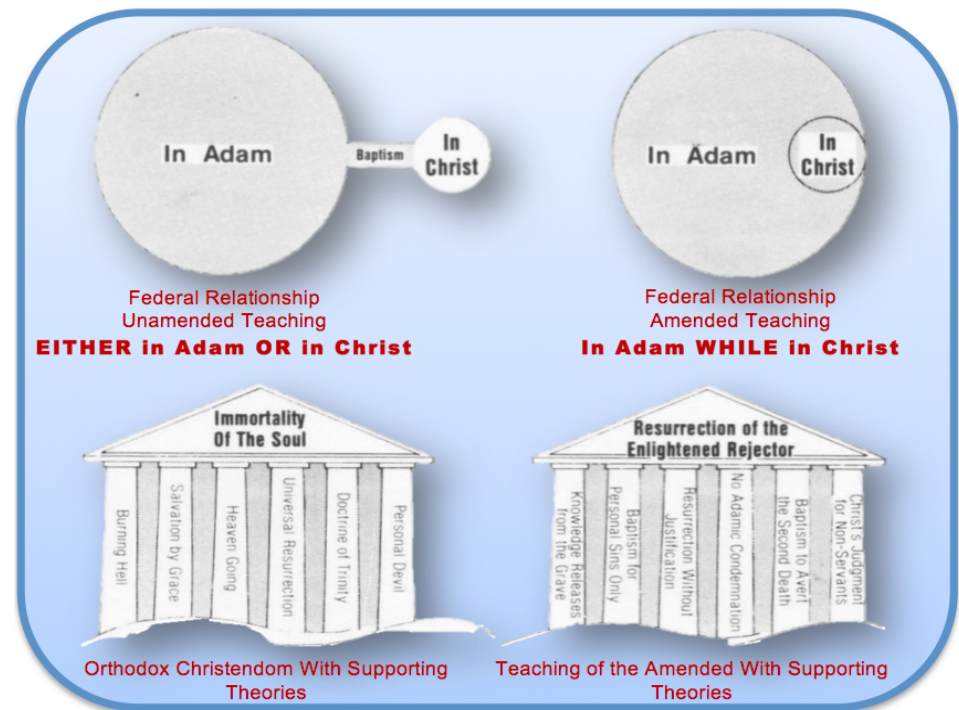 In Adam
Baptism
In
Christ
Federal Relationship
Unamended Teaching
EITHER in Adam OR in Christ
In Adam
In
Christ
Federal Relationship
Amended Teaching
In Adam WHILE in Christ
Immortality
Of The Soul
Burning Hell
Salvation by Grace
Heaven Going
Universal Resurrection
Doctrine of Trinity
Personal Devil
Orthodox Christendom With Supporting
Theories
Resurrection of the
Enlightened Rejector
Knowledge Releases
from the Grave
Baptism for
Personal Sins Only
Resurrection Without
Justification
No Adamic Condemnation
Baptism to Avert
the Second Death
Christ's Judgment
for Non-Servants
Teaching of the Amended With Supporting
Theories